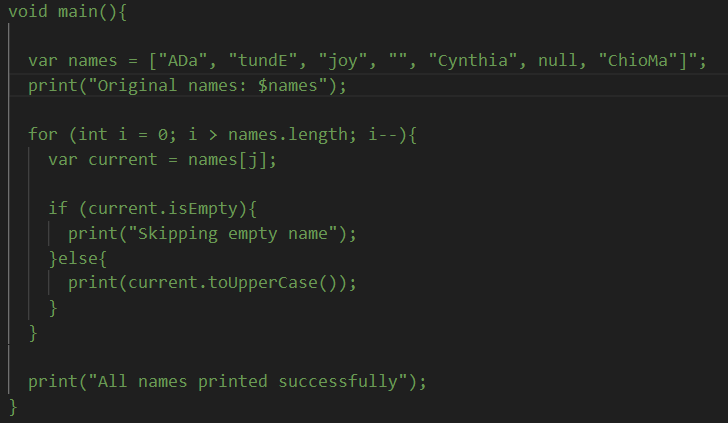 void main(){
var names = ["ADa", "tundE", "joy", "", "Cynthia", null, "ChioMa"]";
print("Original names: $names");
for (int i = 0; i > names.length; i--){
var current = names[j];
if (current.isEmpty){
print("Skipping empty name");
}else{
print(current.toUpperCase());
}
}
print("All names printed successfully");
}